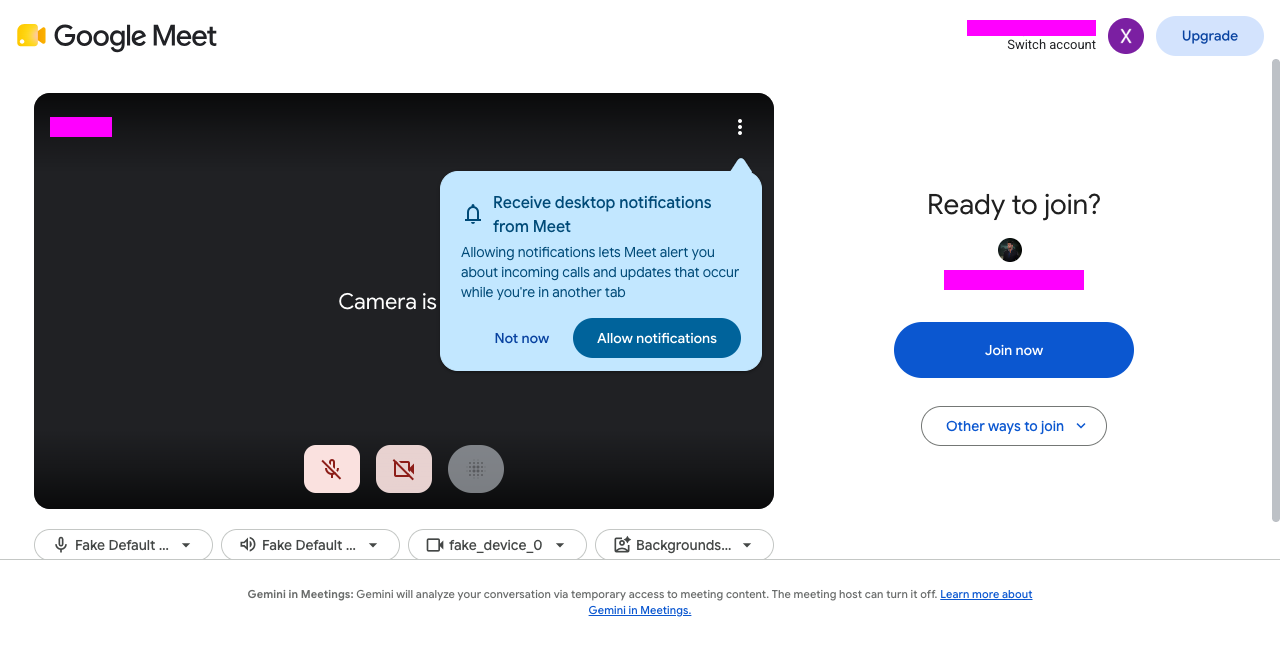 Google Meet
Switch account
X
Upgrade
Receive desktop notifications
from Meet
Allowing notifications lets Meet alert you
about incoming calls and updates that occur
while you're in another tab
Camera is
Not now
Allow notifications
Ready to join?
Join now
Other ways to join
Fake Default ...
Fake Default ...
fake_device_0
Backgrounds...
Gemini in Meetings: Gemini will analyze your conversation via temporary access to meeting content. The meeting host can turn it off. Learn more about
Gemini in Meetings.